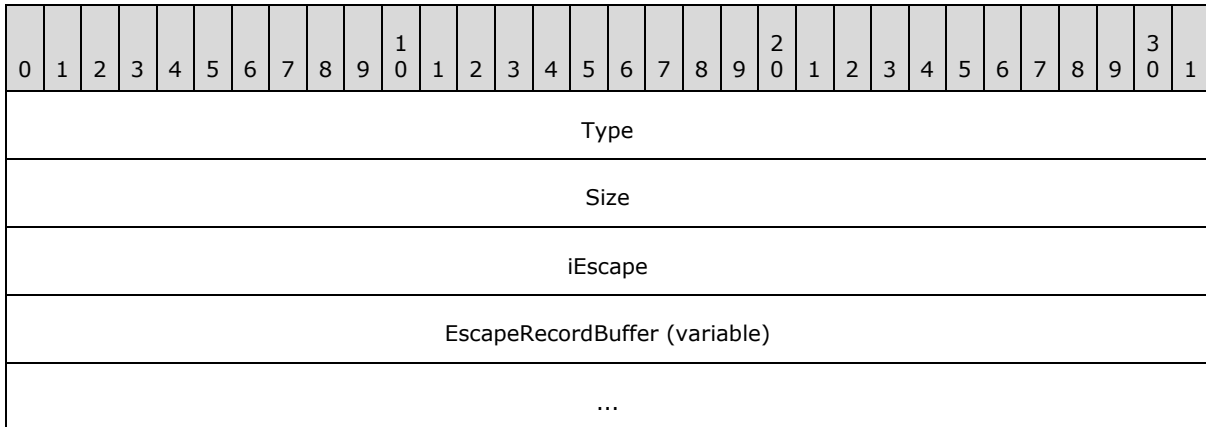 0 1 2 3 4 5 6 7 8 9 1 0 1 2 3 4 5 6 7 8 9 2 0 1 2 3 4 5 6 7 8 9 3 0 1
Type
Size
iEscape
EscapeRecordBuffer (variable)
...